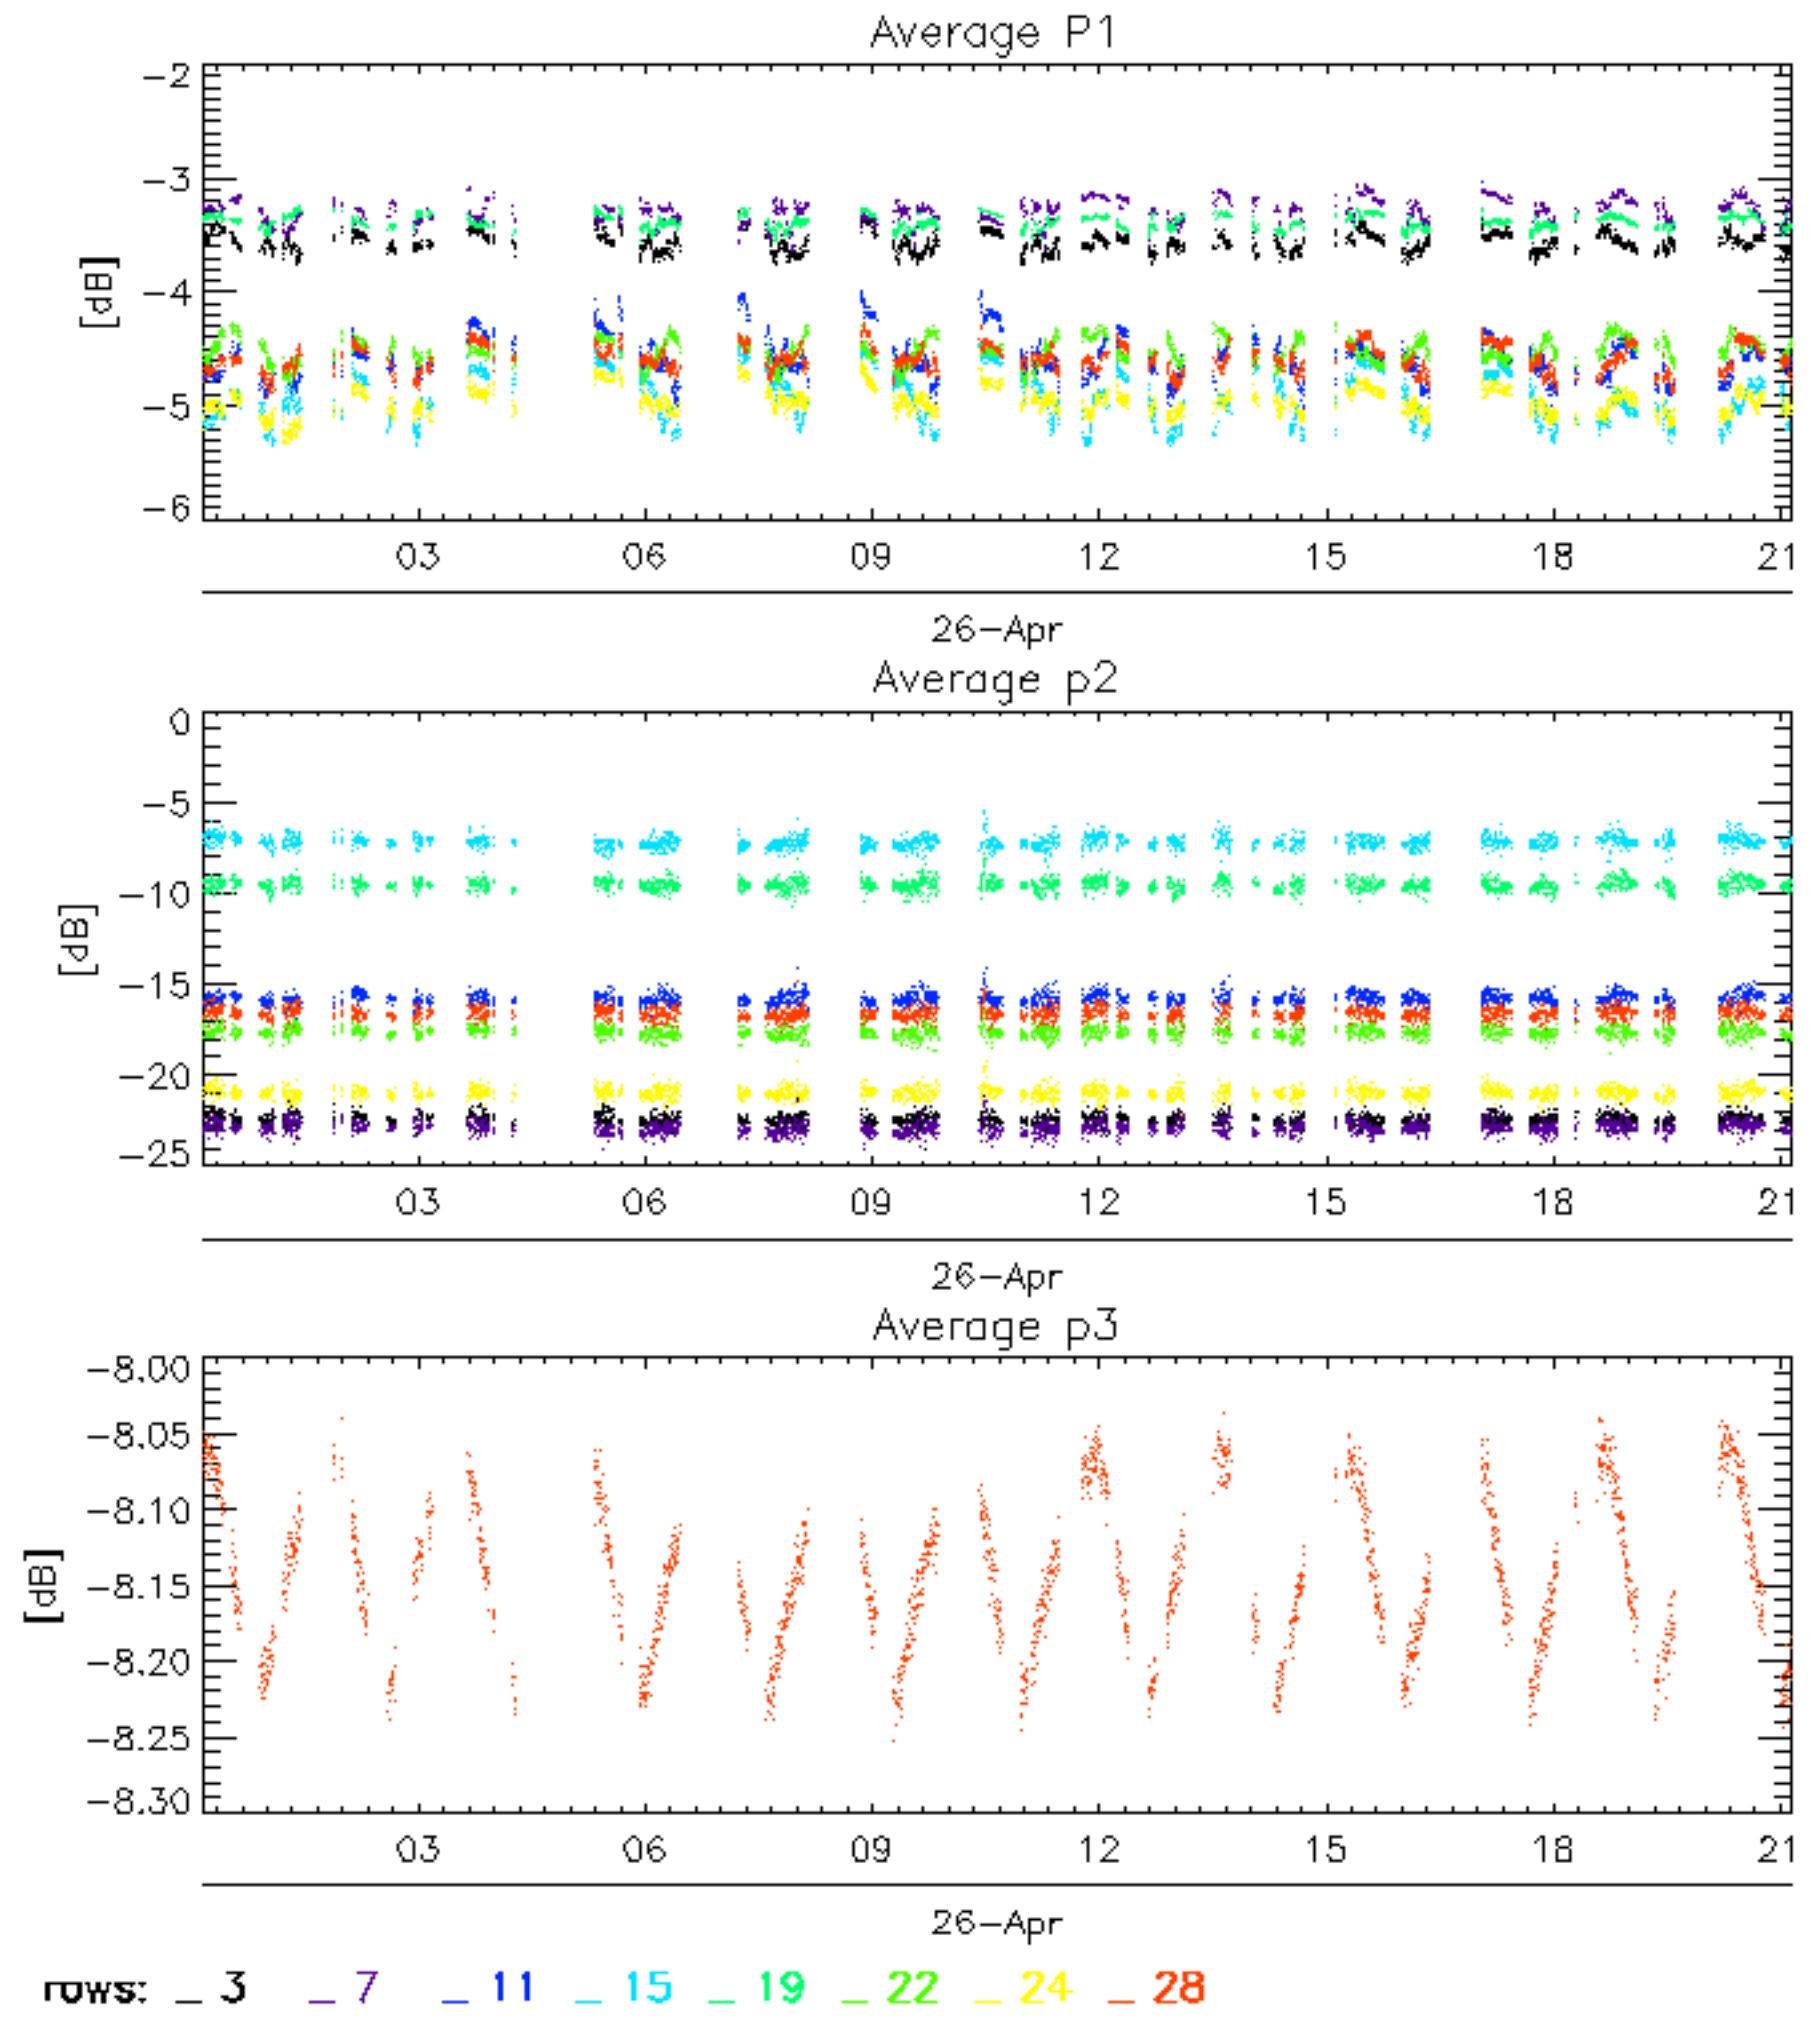 Average P1
-2
-3
-4
-5
-6
[dB]
03 06 09 12 15 18 21
26-Apr
Average p2
0
-5
-10
-15
-20
-25
[dB]
03 06 09 12 15 18 21
26-Apr
Average p3
-8.00
-8.05
-8.10
-8.15
-8.20
-8.25
-8.30
[dB]
03 06 09 12 15 18 21
26-Apr
rows: _ 3 _ 7 _ 11 _ 15 _ 19 _ 22 _ 24 _ 28